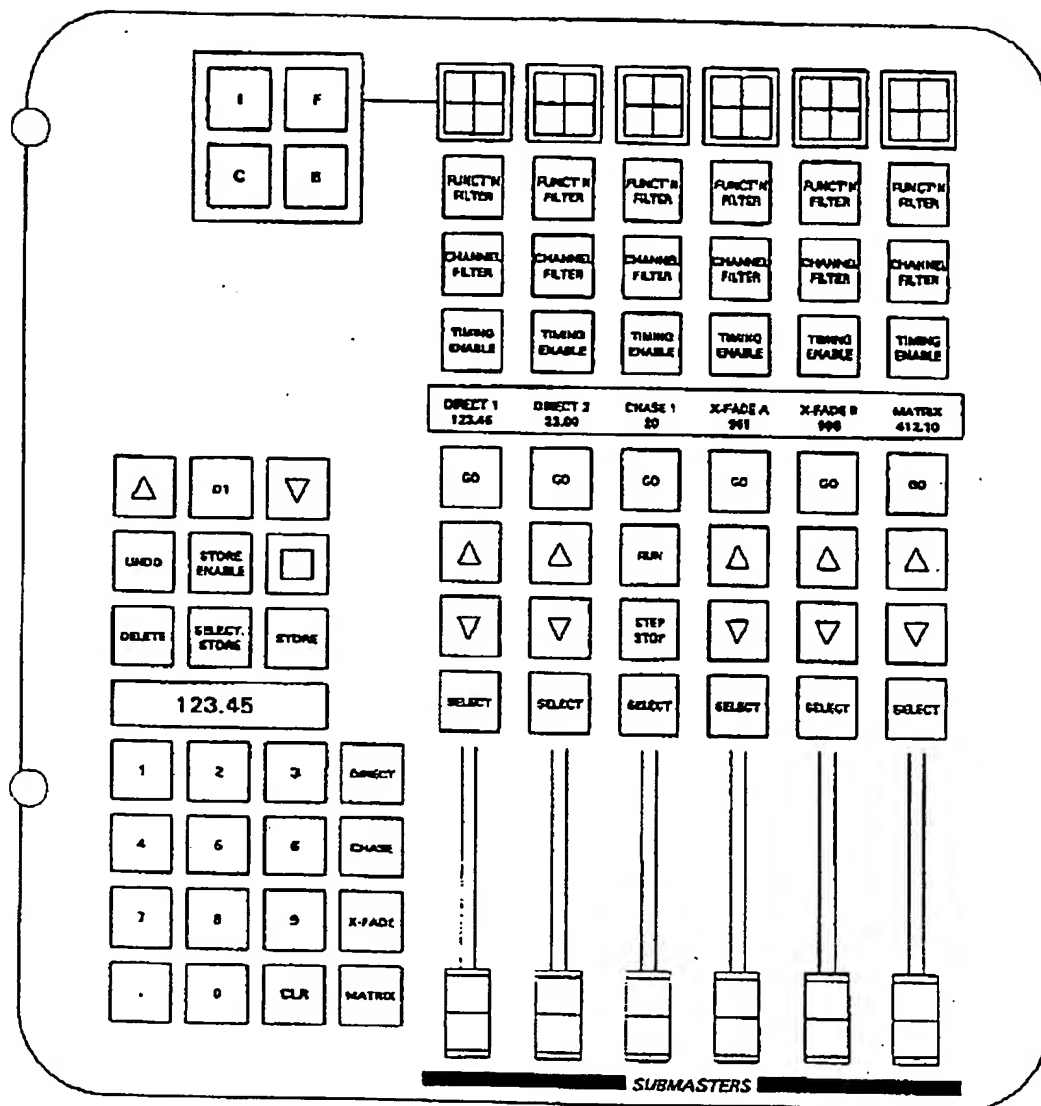 I F
C B
FUNCT'N FILTER FUNCT'N FILTER FUNCT'N FILTER FUNCT'N FILTER FUNCT'N FILTER FUNCT'N FILTER
CHANNEL FILTER CHANNEL FILTER CHANNEL FILTER CHANNEL FILTER CHANNEL FILTER CHANNEL FILTER
TIMING ENABLE TIMING ENABLE TIMING ENABLE TIMING ENABLE TIMING ENABLE TIMING ENABLE
DIRECT 1 DIRECT 2 CHASE 1 X-FADE A X-FADE B MATRIX
123.45 20 412.10
GO GO GO GO GO GO
RUN
STEP STOP
SELECT SELECT SELECT SELECT SELECT SELECT
D1
UNDO STORE ENABLE
DELETE SELECT. STORE STORE
123.45
1 2 3 DIRECT
4 5 6 CHASE
7 8 9 X-FADE
. 0 CLR MATRIX
SUBMASTERS